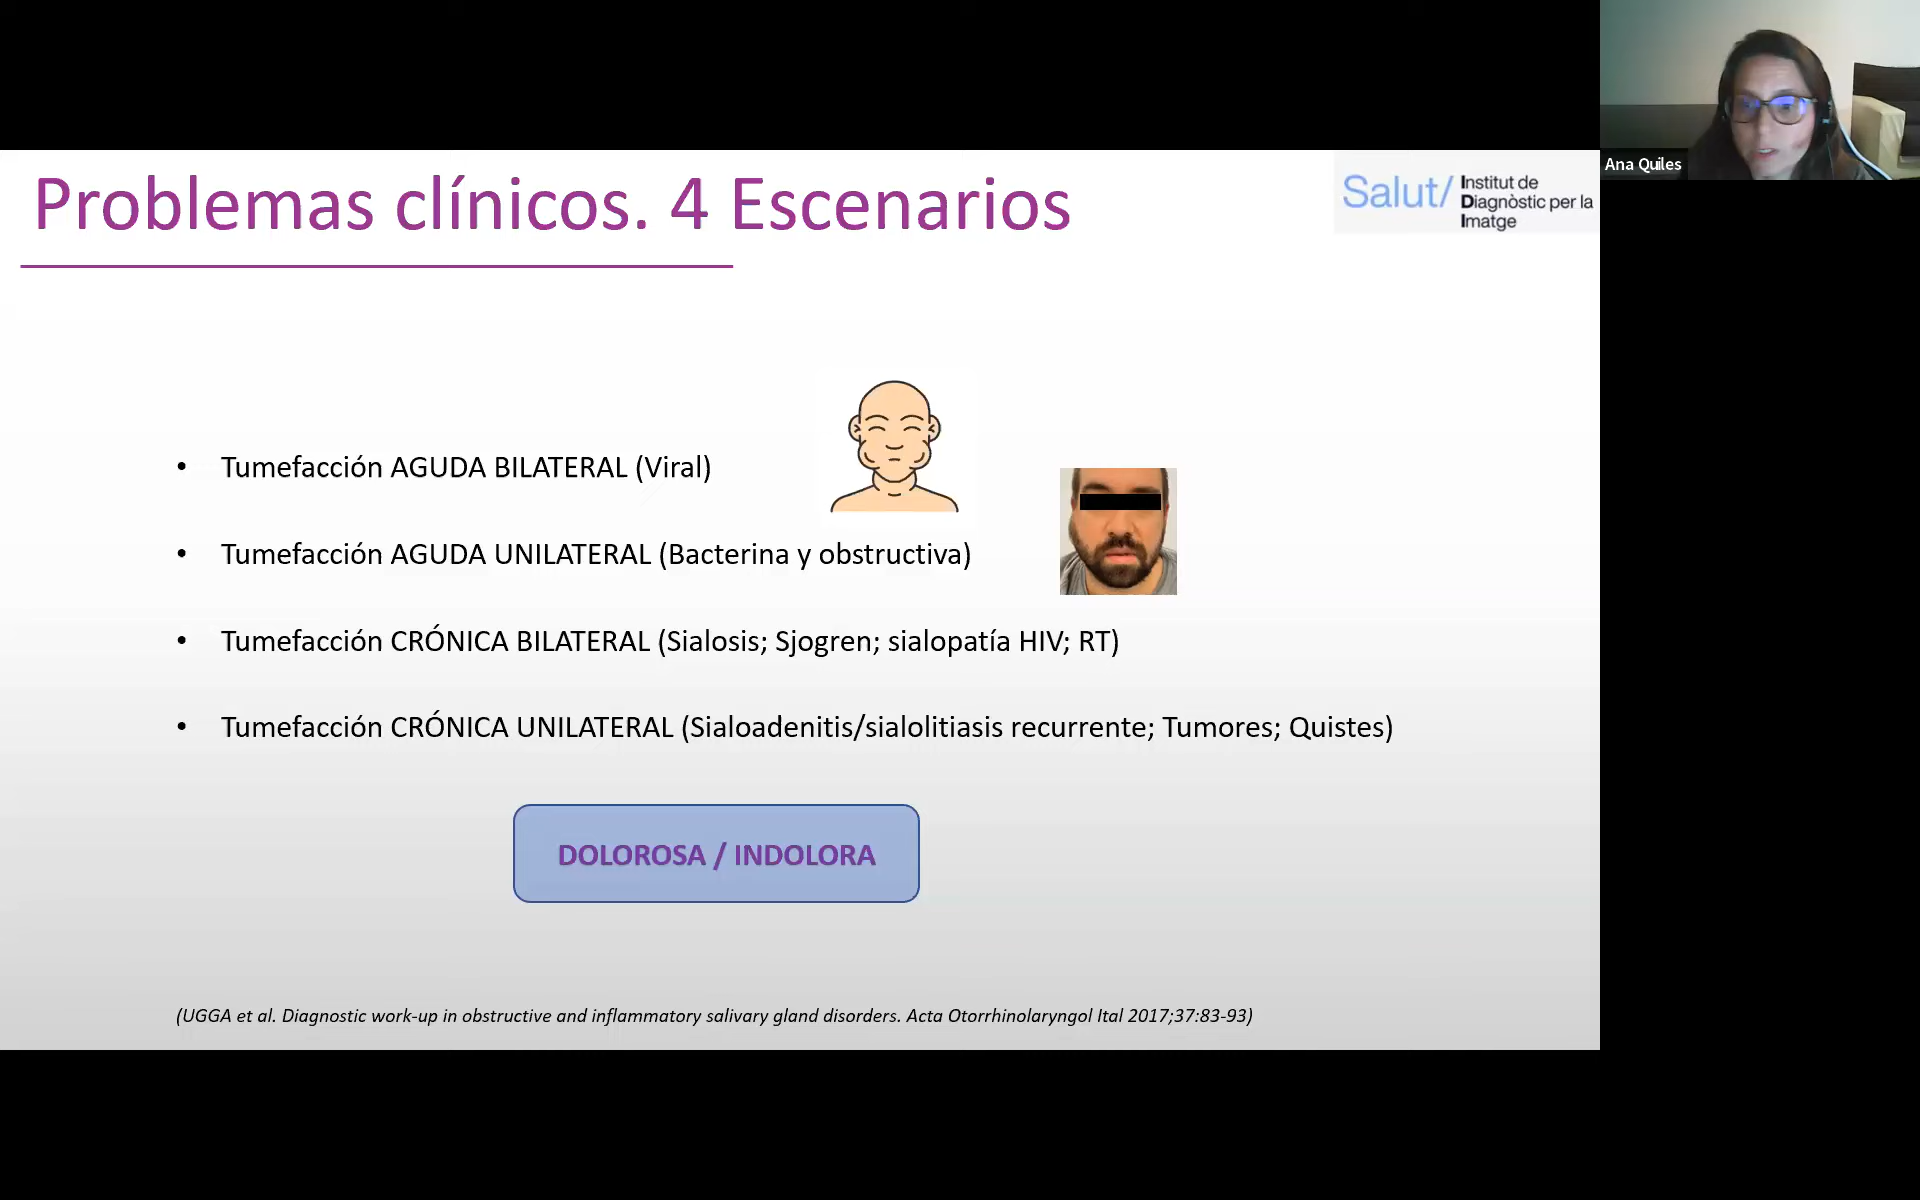 Problemas clínicos. 4 Escenarios
Salut/
Institut de
Diagnòstic per la
Imatge
Ana Quiles
• Tumefacción AGUDA BILATERAL (Viral)
• Tumefacción AGUDA UNILATERAL (Bacterina y obstructiva)
• Tumefacción CRÓNICA BILATERAL (Sialosis; Sjogren; sialopatía HIV; RT)
• Tumefacción CRÓNICA UNILATERAL (Sialoadenitis/sialolitiasis recurrente; Tumores; Quistes)
DOLOROSA / INDOLORA
(UGGA et al. Diagnostic work-up in obstructive and inflammatory salivary gland disorders. Acta Otorrhinolaryngol Ital 2017;37:83-93)